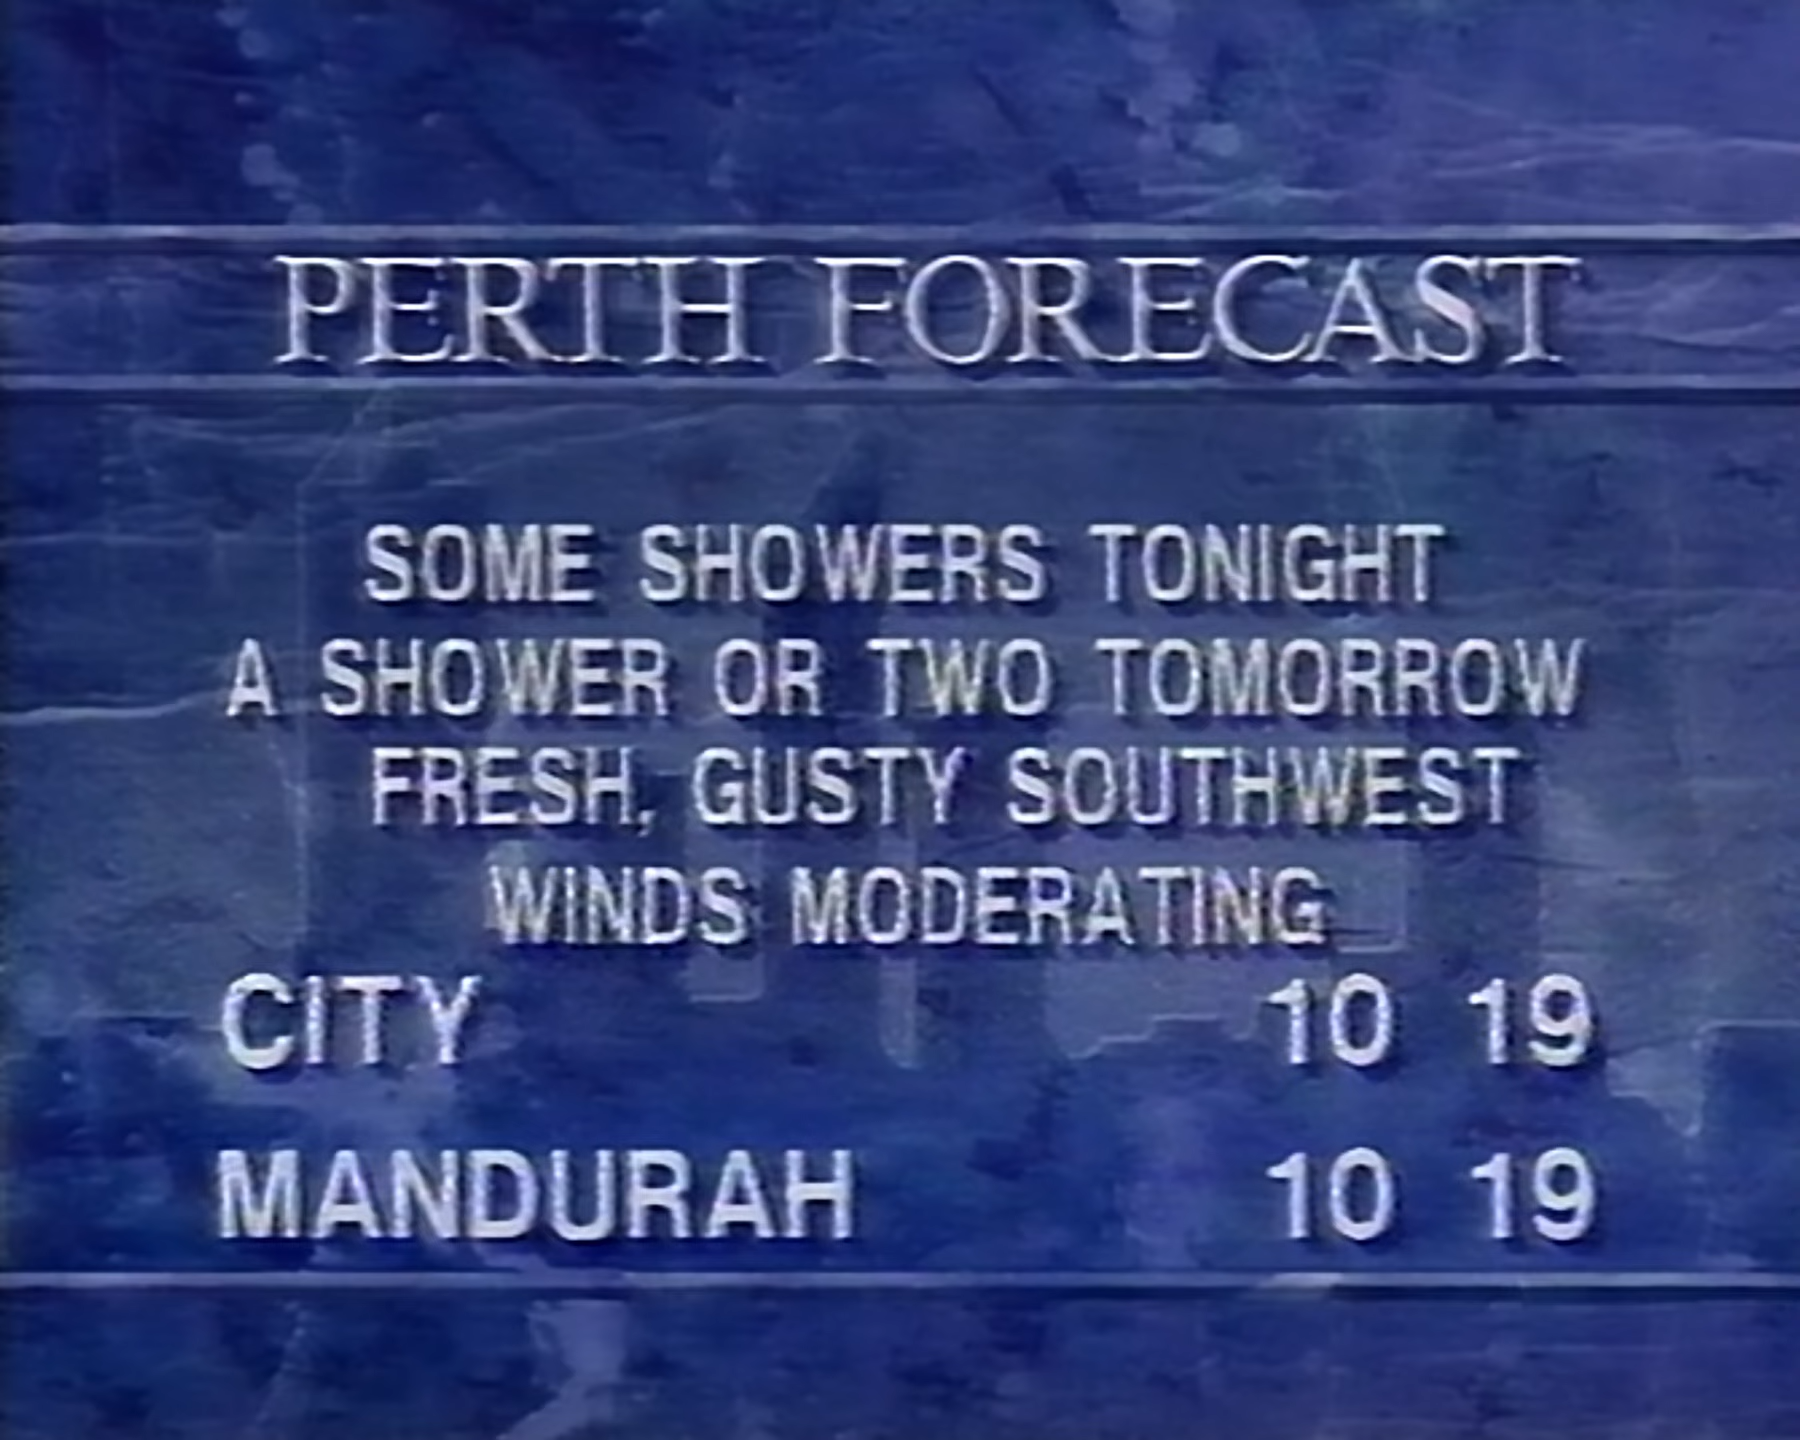 PERTH FORECAST
SOME SHOWERS TONIGHT
A SHOWER OR TWO TOMORROW
FRESH, GUSTY SOUTHWEST
WINDS MODERATING
CITY 10 19
MANDURAH 10 19